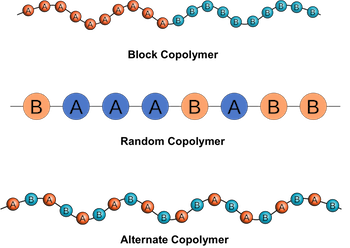 A A A A A A A A A A B B B B B B B B B B
Block Copolymer
B A A A B A B B
Random Copolymer
A B A B A B A B A B A B A B A B A B A B
Alternate Copolymer